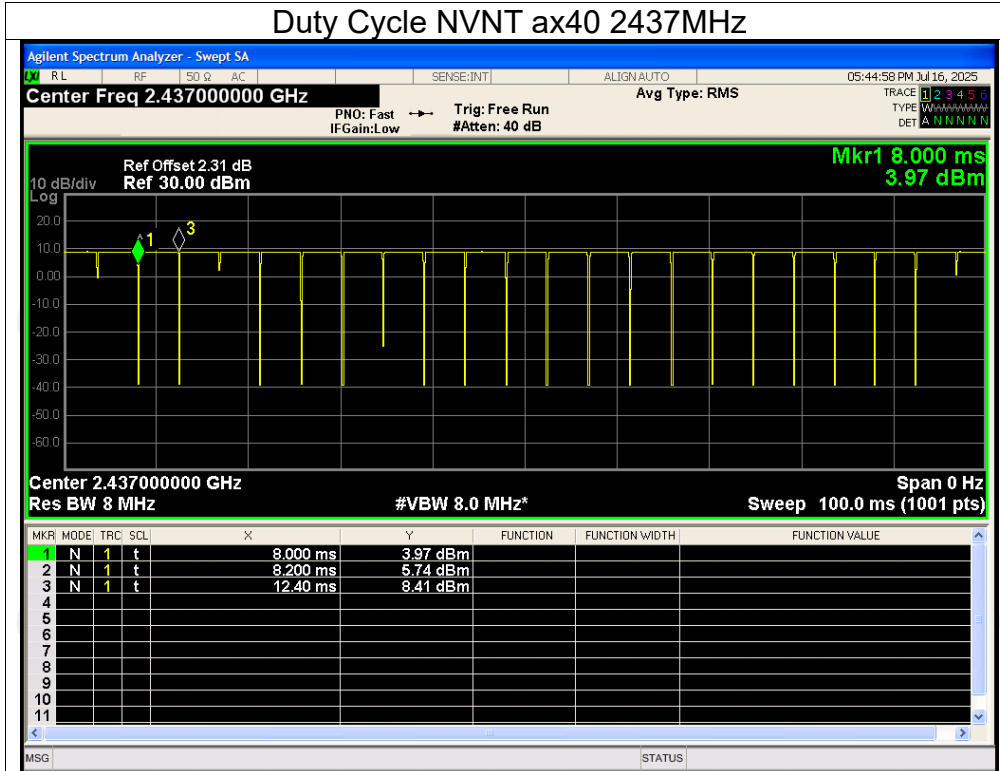 Duty Cycle NVNT ax40 2437MHz
Agilent Spectrum Analyzer - Swept SA
LXI RL RF 50 Ω AC SENSE:INT ALIGN AUTO 05:44:58 PM Jul 16, 2025
Center Freq 2.437000000 GHz Avg Type: RMS TRACE 1 2 3 4 5 6
PNO: Fast Trig: Free Run TYPE WWWWWW
IFGain:Low #Atten: 40 dB DET A N N N N N
Mkr1 8.000 ms
Ref Offset 2.31 dB
10 dB/div Ref 30.00 dBm 3.97 dBm
Log
20.0
1 3
10.0
0.00
-10.0
-20.0
-30.0
-40.0
-50.0
-60.0
Center 2.437000000 GHz Span 0 Hz
Res BW 8 MHz #VBW 8.0 MHz* Sweep 100.0 ms (1001 pts)
MKR MODE TRC SCL X Y FUNCTION FUNCTION WIDTH FUNCTION VALUE
1 N 1 t 8.000 ms 3.97 dBm
2 N 1 t 8.200 ms 5.74 dBm
3 N 1 t 12.40 ms 8.41 dBm
4
5
6
7
8
9
10
11
MSG STATUS